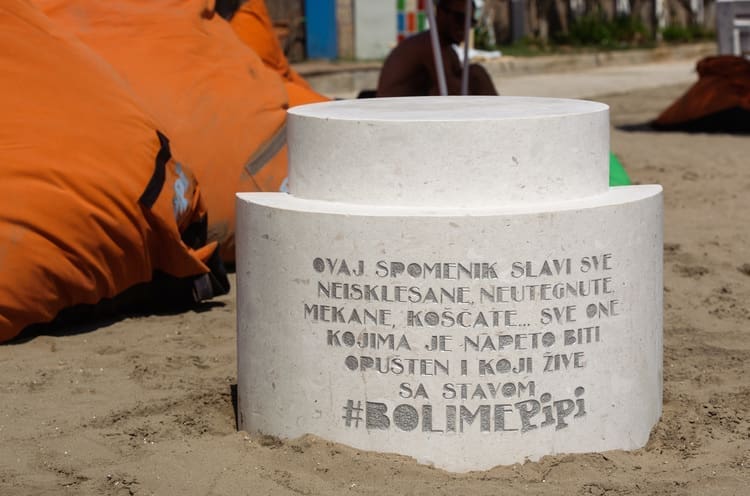 OVAJ SPOMENIK SLAVI SVE
NEISKLESANE, NEUTEGNUTE,
MEKANE, KOŠČATE... SVE ONE
KOJIMA JE NAPETO BITI
OPUŠTEN I KOJI ŽIVE
SA STAVOM
#BOLIMEPiPi